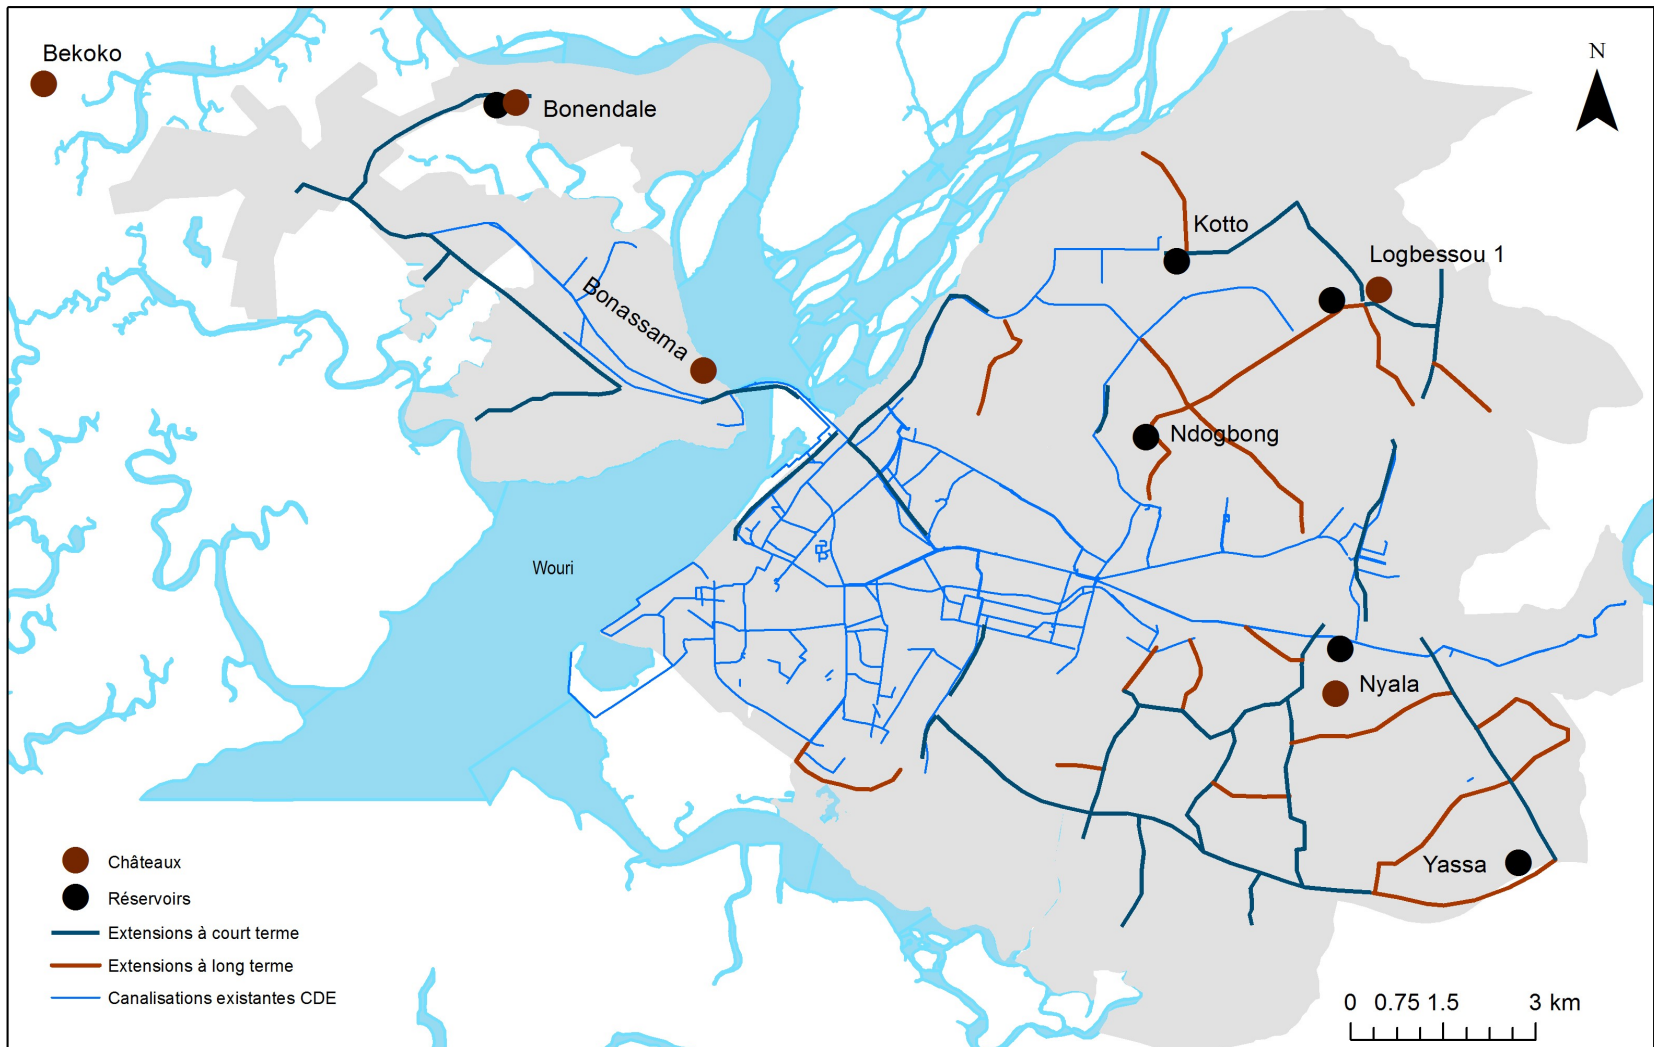 Bekoko
N
Bonendale
Kotto
Logbessou 1
Bonassama
Ndogbong
Wouri
Nyala
Châteaux
Yassa
Réservoirs
Extensions à court terme
Extensions à long terme
Canalisations existantes CDE
0 0.75 1.5 3 km